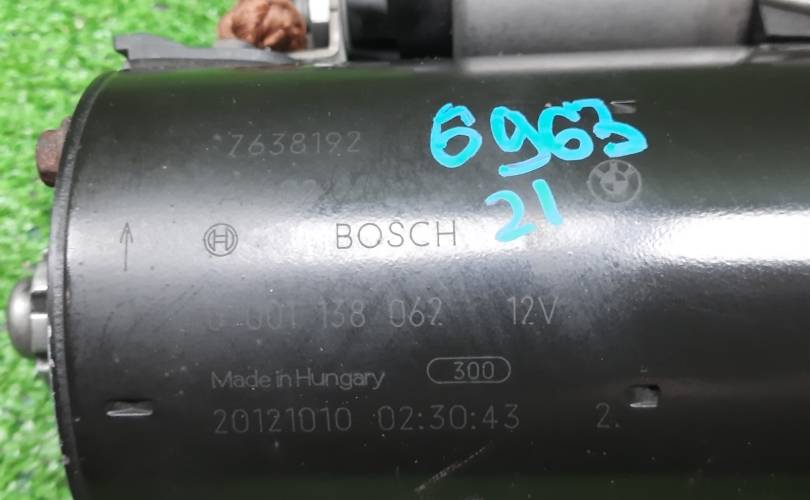 7638192
6963
21
BOSCH
0 001 138 062 12V
Made in Hungary 300
20121010 02:30:43 2.